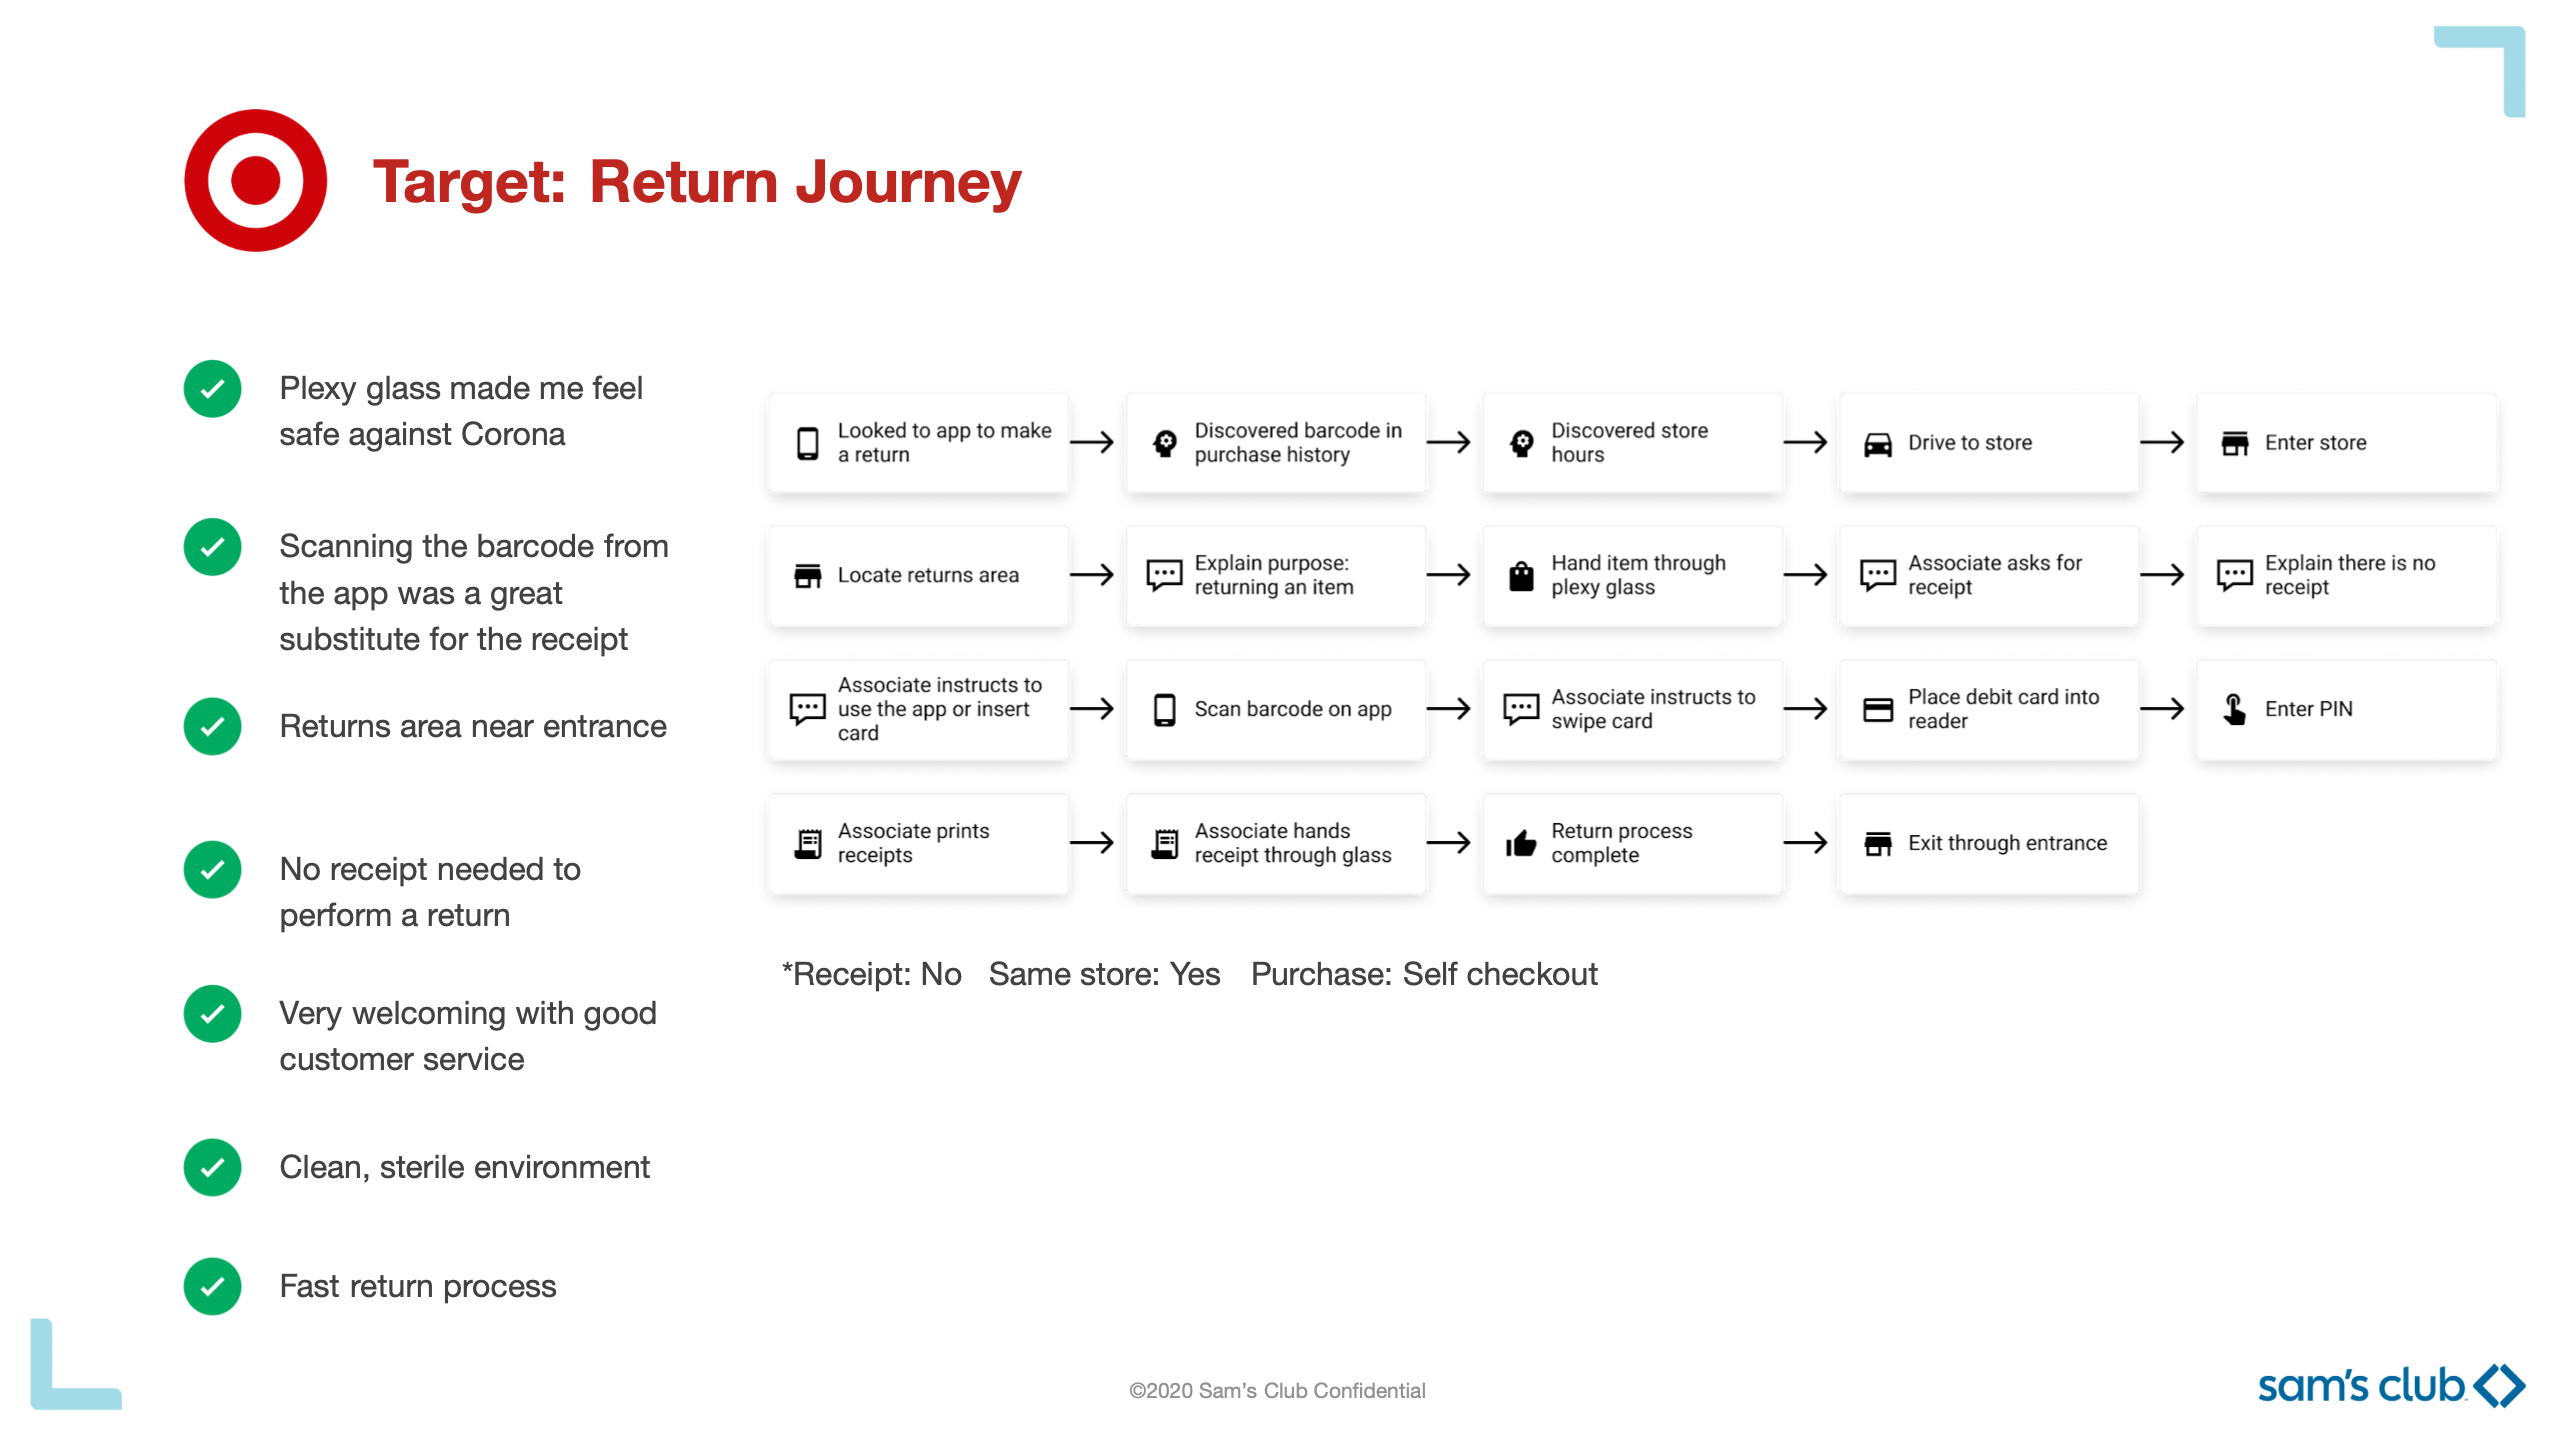 Target: Return Journey
Plexy glass made me feel
safe against Corona
Scanning the barcode from
the app was a great
substitute for the receipt
Returns area near entrance
No receipt needed to
perform a return
Very welcoming with good
customer service
Clean, sterile environment
Fast return process
Looked to app to make
a return
Discovered barcode in
purchase history
Discovered store
hours
Drive to store
Enter store
Locate returns area
Explain purpose:
returning an item
Hand item through
plexy glass
Associate asks for
receipt
Explain there is no
receipt
Associate instructs to
use the app or insert
card
Scan barcode on app
Associate instructs to
swipe card
Place debit card into
reader
Enter PIN
Associate prints
receipts
Associate hands
receipt through glass
Return process
complete
Exit through entrance
*Receipt: No Same store: Yes Purchase: Self checkout
©2020 Sam's Club Confidential
sam's club